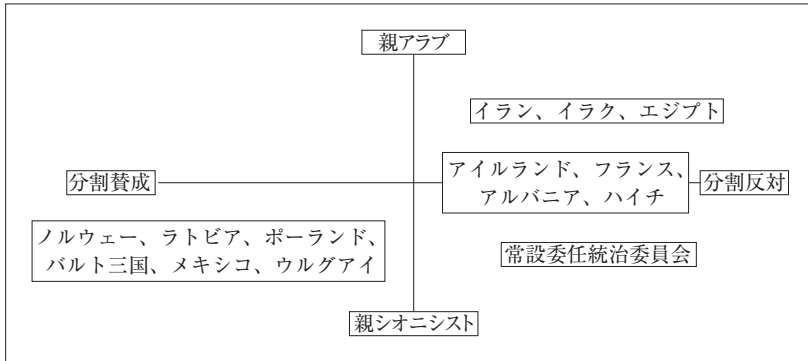 親アラブ
イラン、イラク、エジプト
分割賛成
アイルランド、フランス、
アルバニア、ハイチ
分割反対
ノルウェー、ラトビア、ポーランド、
バルト三国、メキシコ、ウルグアイ
常設委任統治委員会
親シオニスト